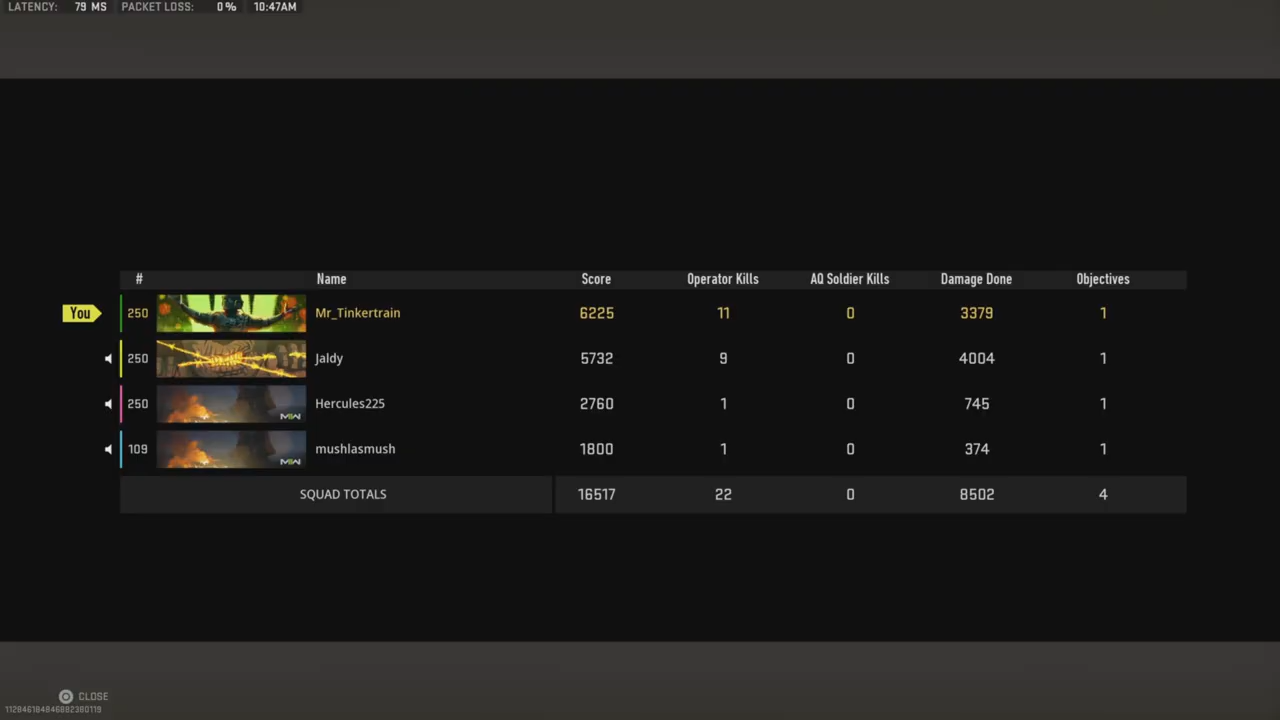 LATENCY: 79 MS PACKET LOSS: 0% 10:47AM
# Name Score Operator Kills AQ Soldier Kills Damage Done Objectives
You 250 Mr_Tinkertrain 6225 11 0 3379 1
250 Jaldy 5732 9 0 4004 1
250 Hercules225 2760 1 0 745 1
MW
109 mushlasmush 1800 1 0 374 1
MW
SQUAD TOTALS 16517 22 0 8502 4
CLOSE